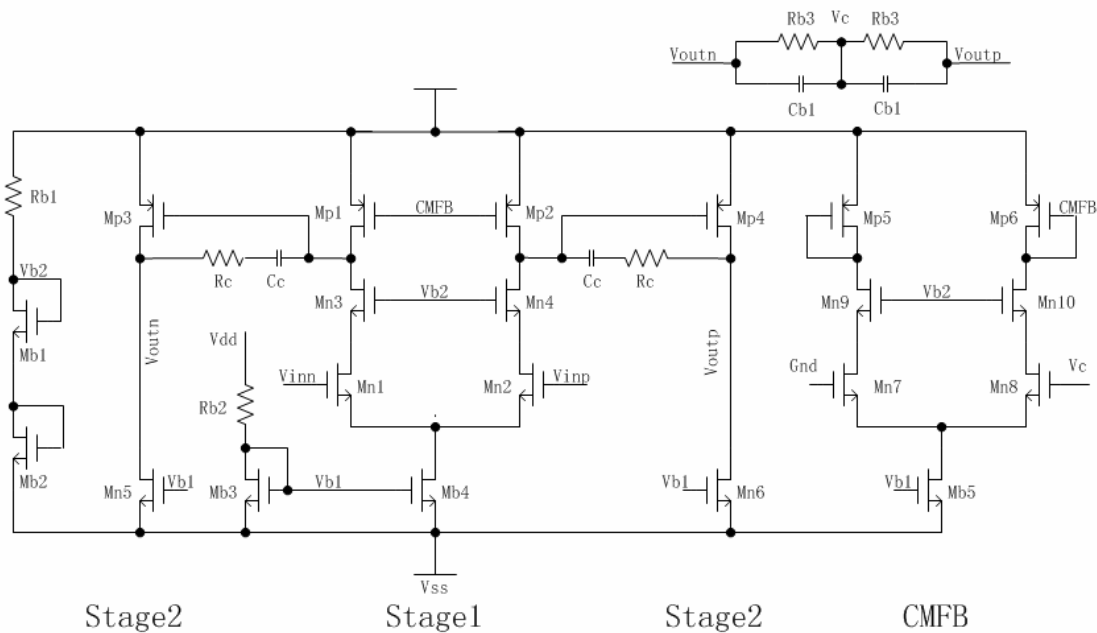 Rb3 Vc Rb3
Voutn Voutp
Cb1 Cb1
Rb1
Mp3 Mp1 CMFB Mp2 Mp4 Mp5 Mp6 CMFB
Vb2 Rc Cc Cc Rc
Mn3 Vb2 Mn4 Mn9 Vb2 Mn10
Mb1
Voutn Vdd Voutp
Vinn Mn1 Mn2 Vinp Gnd Mn7 Mn8 Vc
Rb2
Mb2 Mn5 Vb1 Mb3 Vb1 Mb4 Vb1 Mn6 Vb1 Mb5
Vss
Stage2 Stage1 Stage2 CMFB